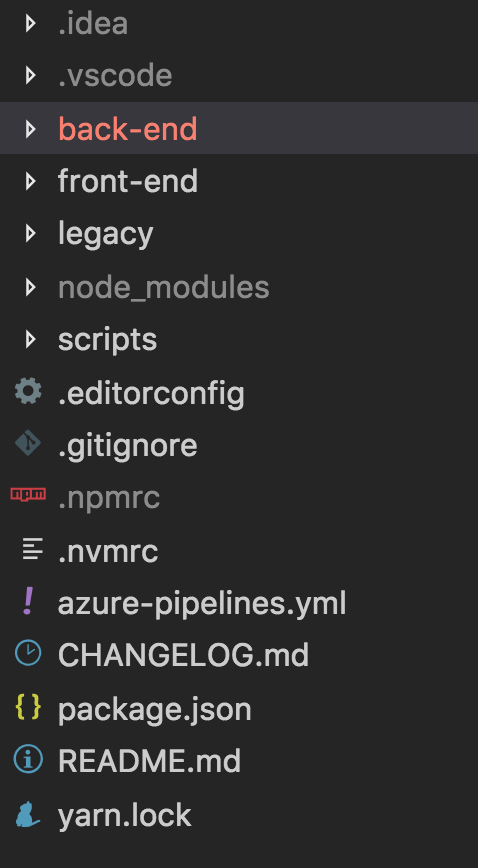 .idea
.vscode
back-end
front-end
legacy
node_modules
scripts
.editorconfig
.gitignore
npm .npmrc
.nvmrc
azure-pipelines.yml
CHANGELOG.md
package.json
README.md
yarn.lock